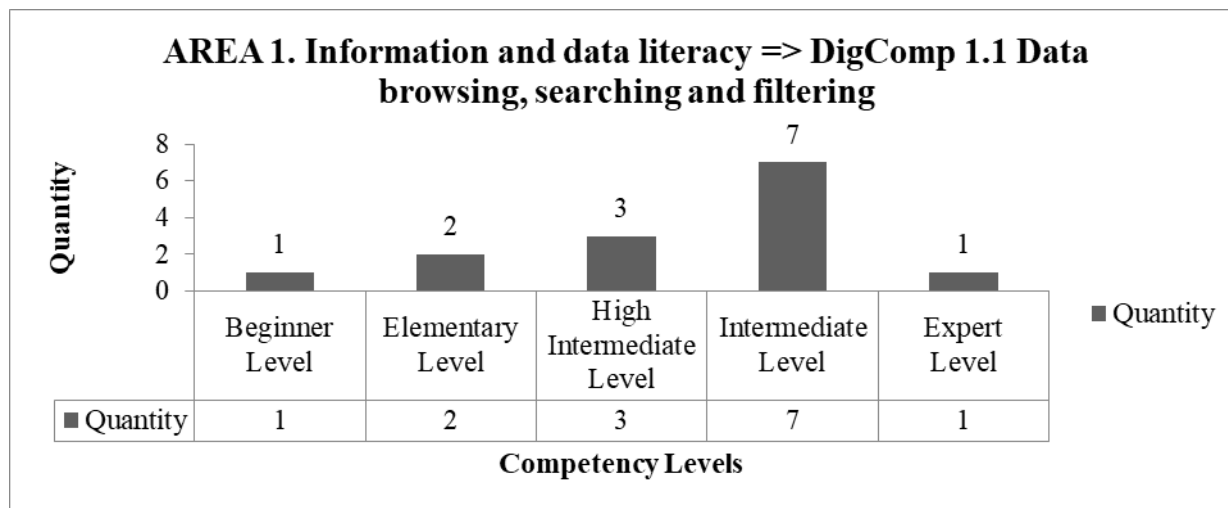 AREA 1. Information and data literacy => DigComp 1.1 Data
browsing, searching and filtering
Quantity
8
6
4
2
0
1
2
3
7
1
Beginner
Level
Elementary
Level
High
Intermediate
Level
Intermediate
Level
Expert
Level
Quantity
Quantity 1 2 3 7 1
Competency Levels